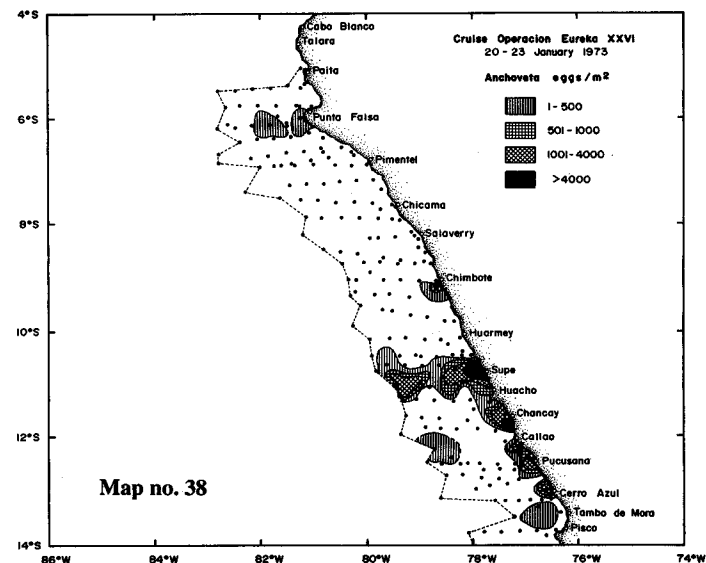 4°S
Cabo Blanco
Talara
Cruise Operacion Eureka XXVI
20-23 January 1973
Paita
Anchoveta eggs/m²
1-500
6°S
Punta Falsa
501-1000
1001-4000
Pimentel
>4000
8°S
Chicama
Salaverry
Chimbote
10°S
Huarmey
Supe
Huacho
Chancay
12°S
Callao
Pucusana
Map no. 38
Cerro Azul
Tambo de Mora
Pisco
14°S
86°W
84°W
82°W
80°W
78°W
76°W
74°W